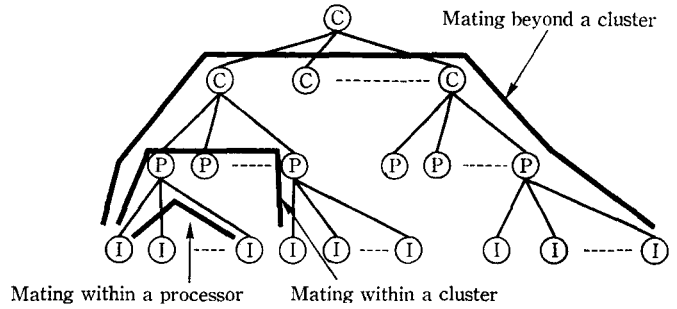 Mating beyond a cluster
C
C C C
P P P P P P
I I I I I I I I I
Mating within a processor
Mating within a cluster